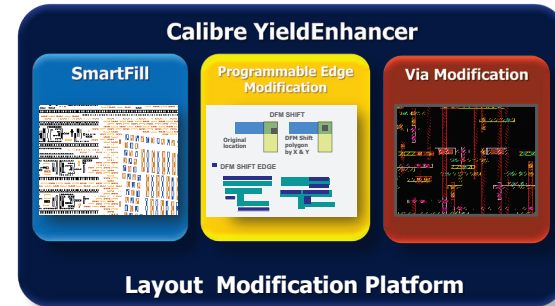 Calibre YieldEnhancer
SmartFill
Programmable Edge
Modification
Via Modification
DFM SHIFT
Original
location
DFM Shift
polygon
by X & Y
DFM SHIFT EDGE
Layout Modification Platform